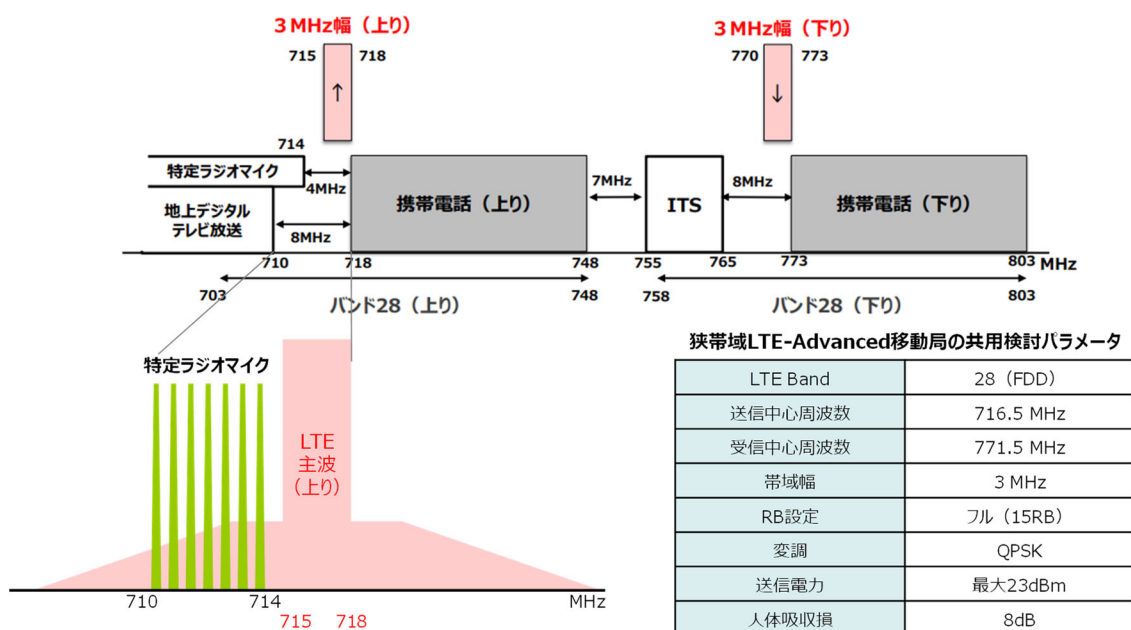 3MHz幅（上り）
3MHz幅（下り）
715
718
770
773
↑
↓
714
特定ラジオマイク
4MHz
地上デジタル
テレビ放送
8MHz
携帯電話（上り）
7MHz
ITS
8MHz
携帯電話（下り）
710
718
748
755
765
773
803
MHz
703
748
758
803
バンド28（上り）
バンド28（下り）
特定ラジオマイク
LTE
主波
（上り）
710
714
MHz
715
718
狭帯域LTE-Advanced移動局の共用検討パラメータ
LTE Band
28（FDD）
送信中心周波数
716.5 MHz
受信中心周波数
771.5 MHz
帯域幅
3 MHz
RB設定
フル（15RB）
変調
QPSK
送信電力
最大23dBm
人体吸収損
8dB